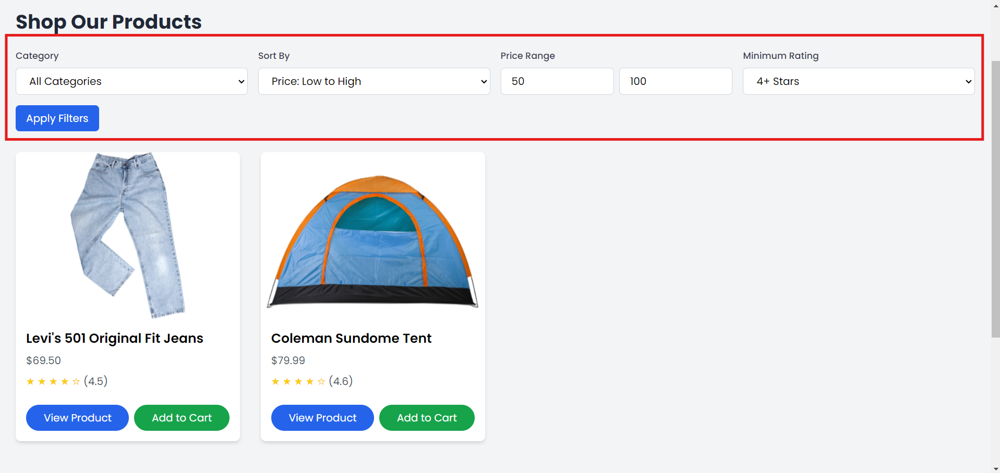 Shop Our Products
Category Sort By Price Range Minimum Rating
All Categories Price: Low to High 50 100 4+ Stars
Apply Filters
Levi's 501 Original Fit Jeans
$69.50
★ ★ ★ ★ ☆ (4.5)
View Product Add to Cart
Coleman Sundome Tent
$79.99
★ ★ ★ ★ ☆ (4.6)
View Product Add to Cart